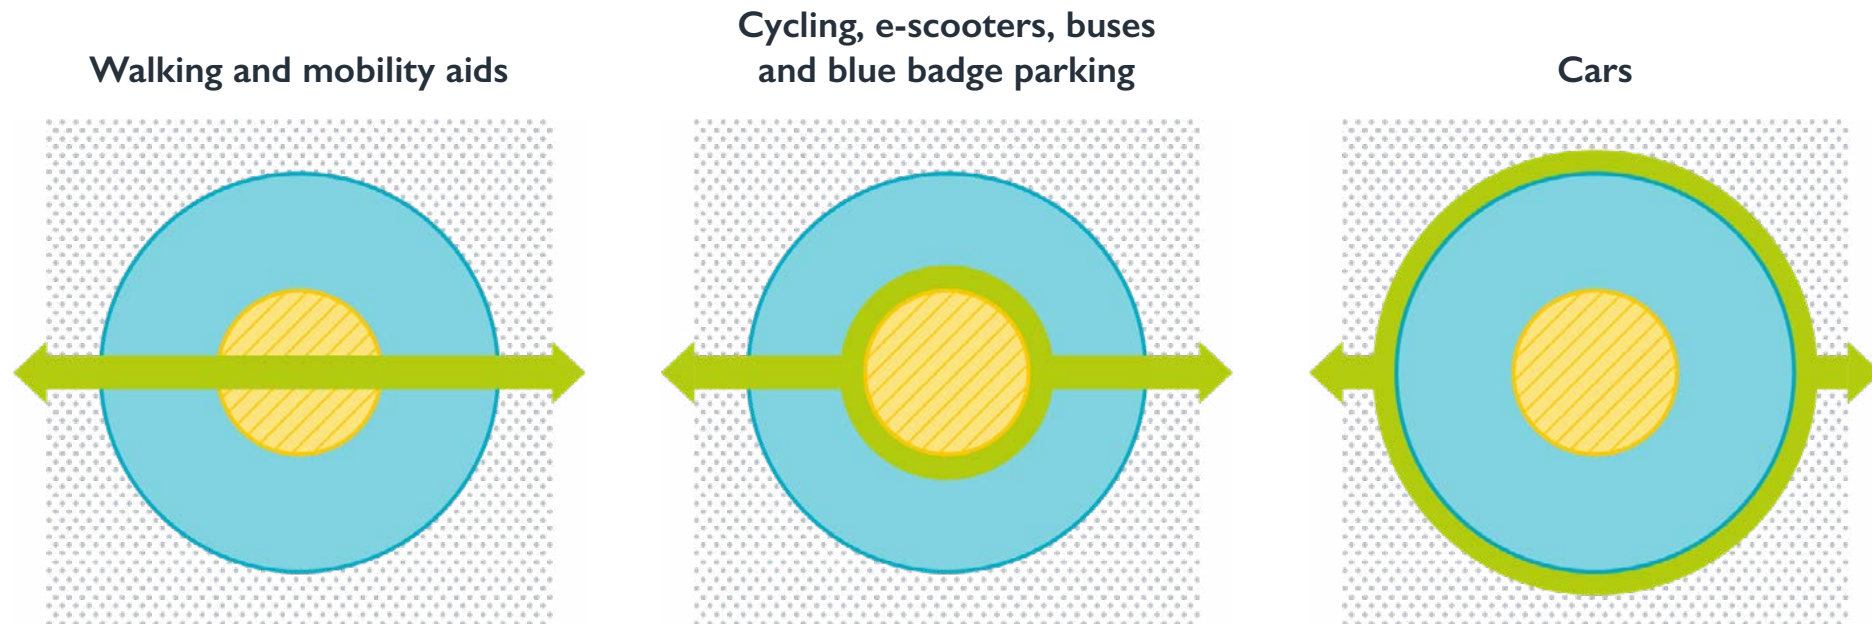 Walking and mobility aids
Cycling, e-scooters, buses
and blue badge parking
Cars